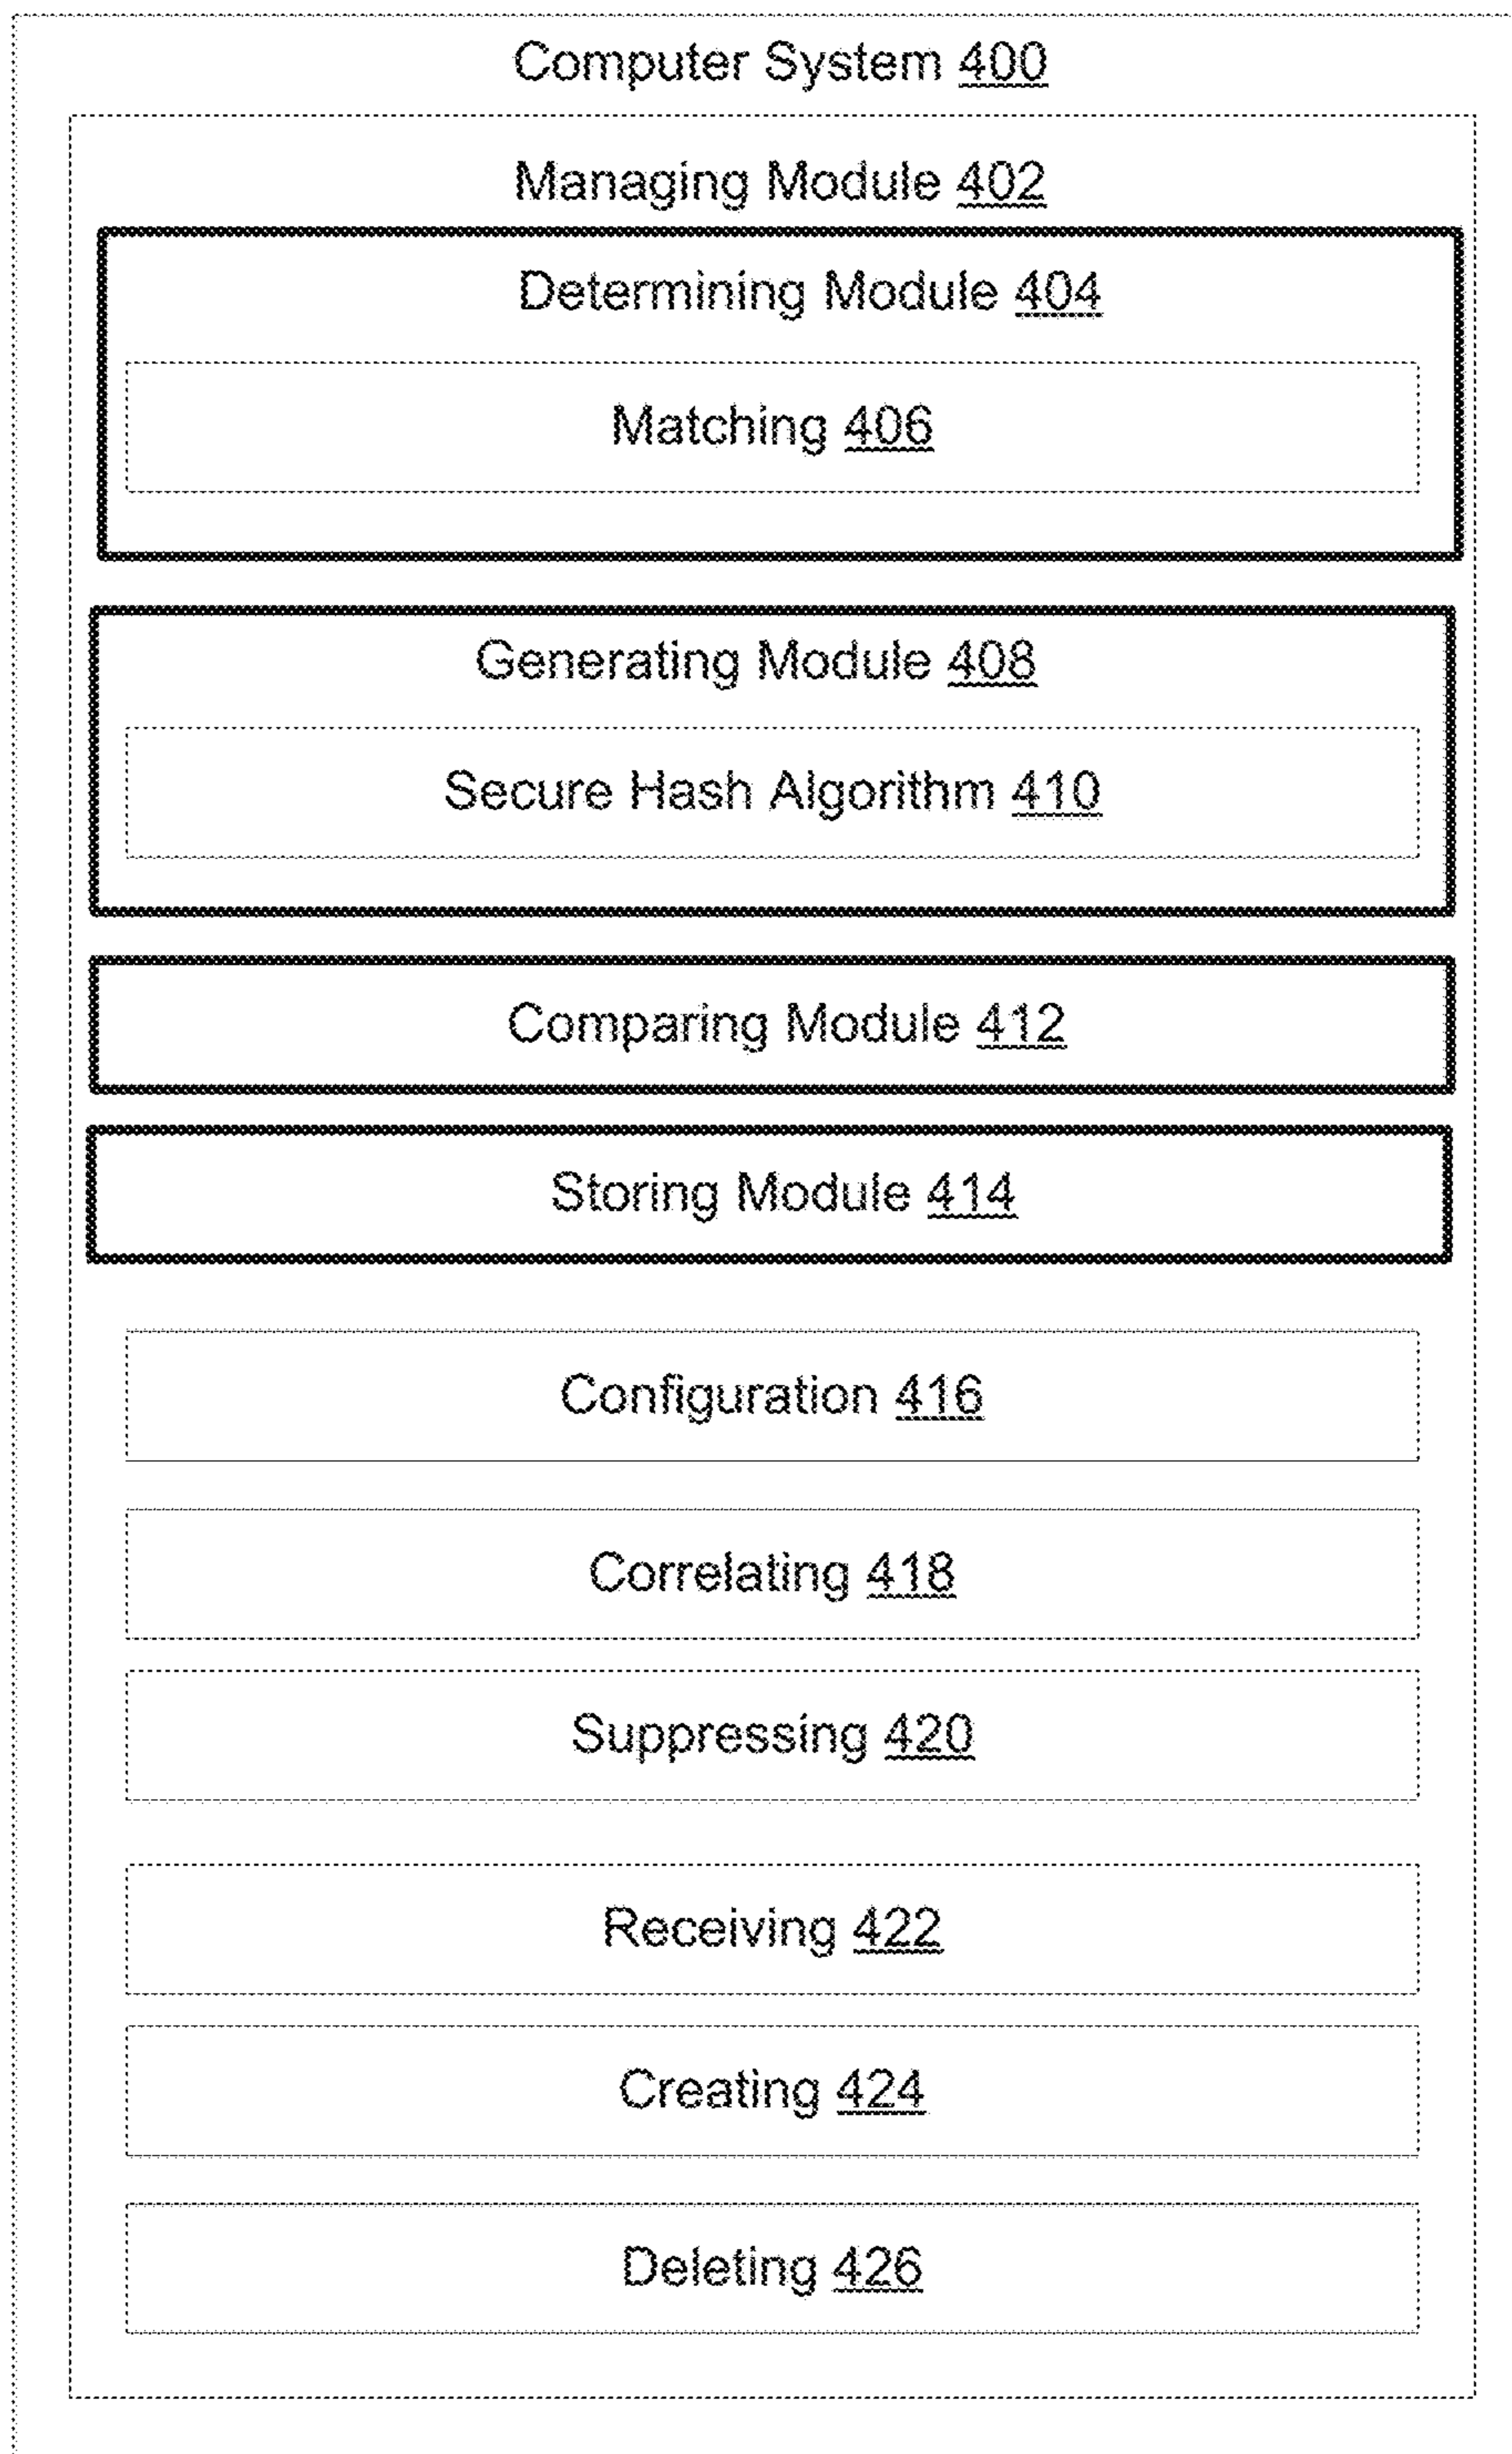 Computer System 400
Managing Module 402
Determining Module 404
Matching 406
Generating Module 408
Secure Hash Algorithm 410
Comparing Module 412
Storing Module 414
Configuration 416
Correlating 418
Suppressing 420
Receiving 422
Creating 424
Deleting 426